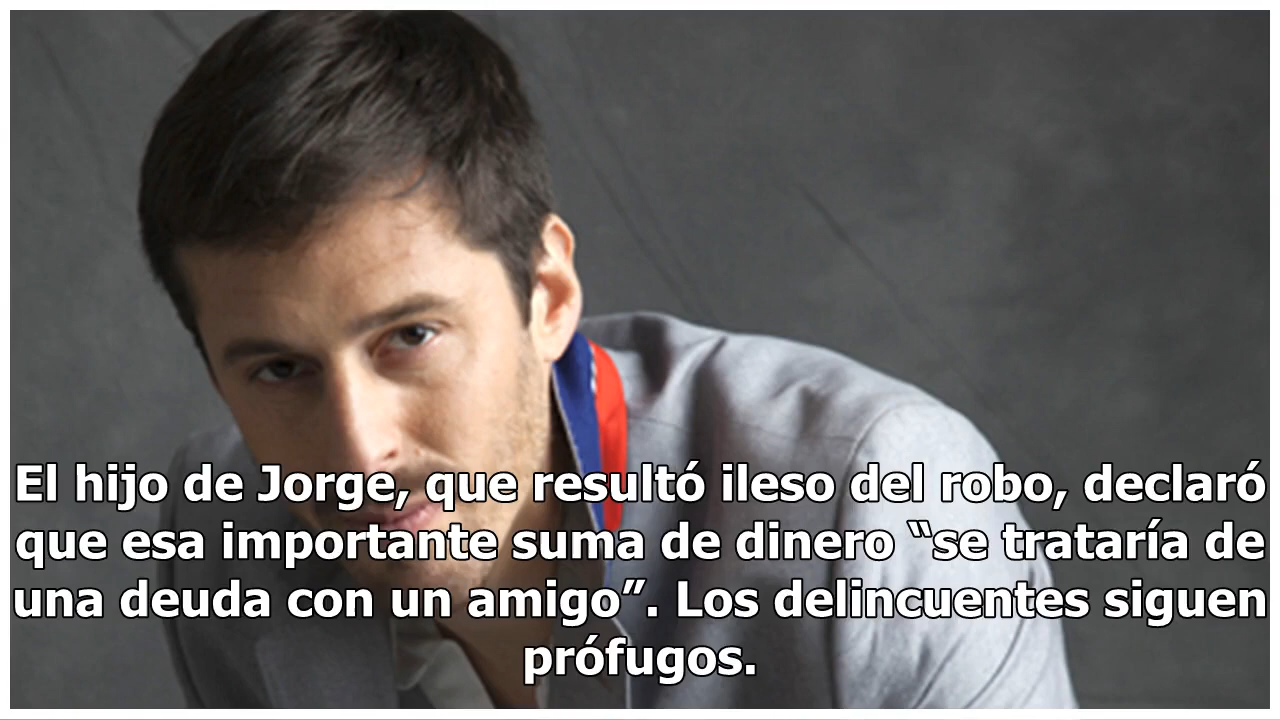 El hijo de Jorge, que resultó ileso del robo, declaró
que esa importante suma de dinero “se trataría de
una deuda con un amigo”. Los delincuentes siguen
prófugos.